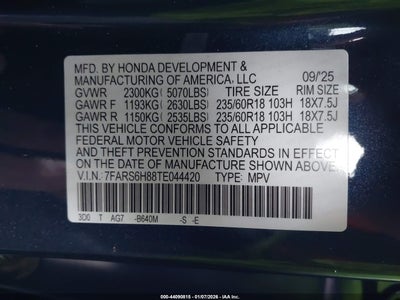 MFD. BY HONDA DEVELOPMENT &
MANUFACTURING OF AMERICA, LLC 09/'25
GVWR 2300KG ( 5070LBS) TIRE SIZE RIM SIZE
GAWR F 1193KG ( 2630LBS) 235/60R18 103H 18X7.5J
GAWR R 1150KG ( 2535LBS) 235/60R18 103H 18X7.5J
THIS VEHICLE CONFORMS TO ALL APPLICABLE
FEDERAL MOTOR VEHICLE SAFETY
AND THEFT PREVENTION STANDARDS IN EFFECT ON
THE DATE OF MANUFACTURE SHOWN ABOVE.
V.I.N.: 7FARS6H88TE044420 TYPE: MPV
3D0 T AG7 -B640M -S -E
000-44090815 - 01/07/2026 - IAAI.COM